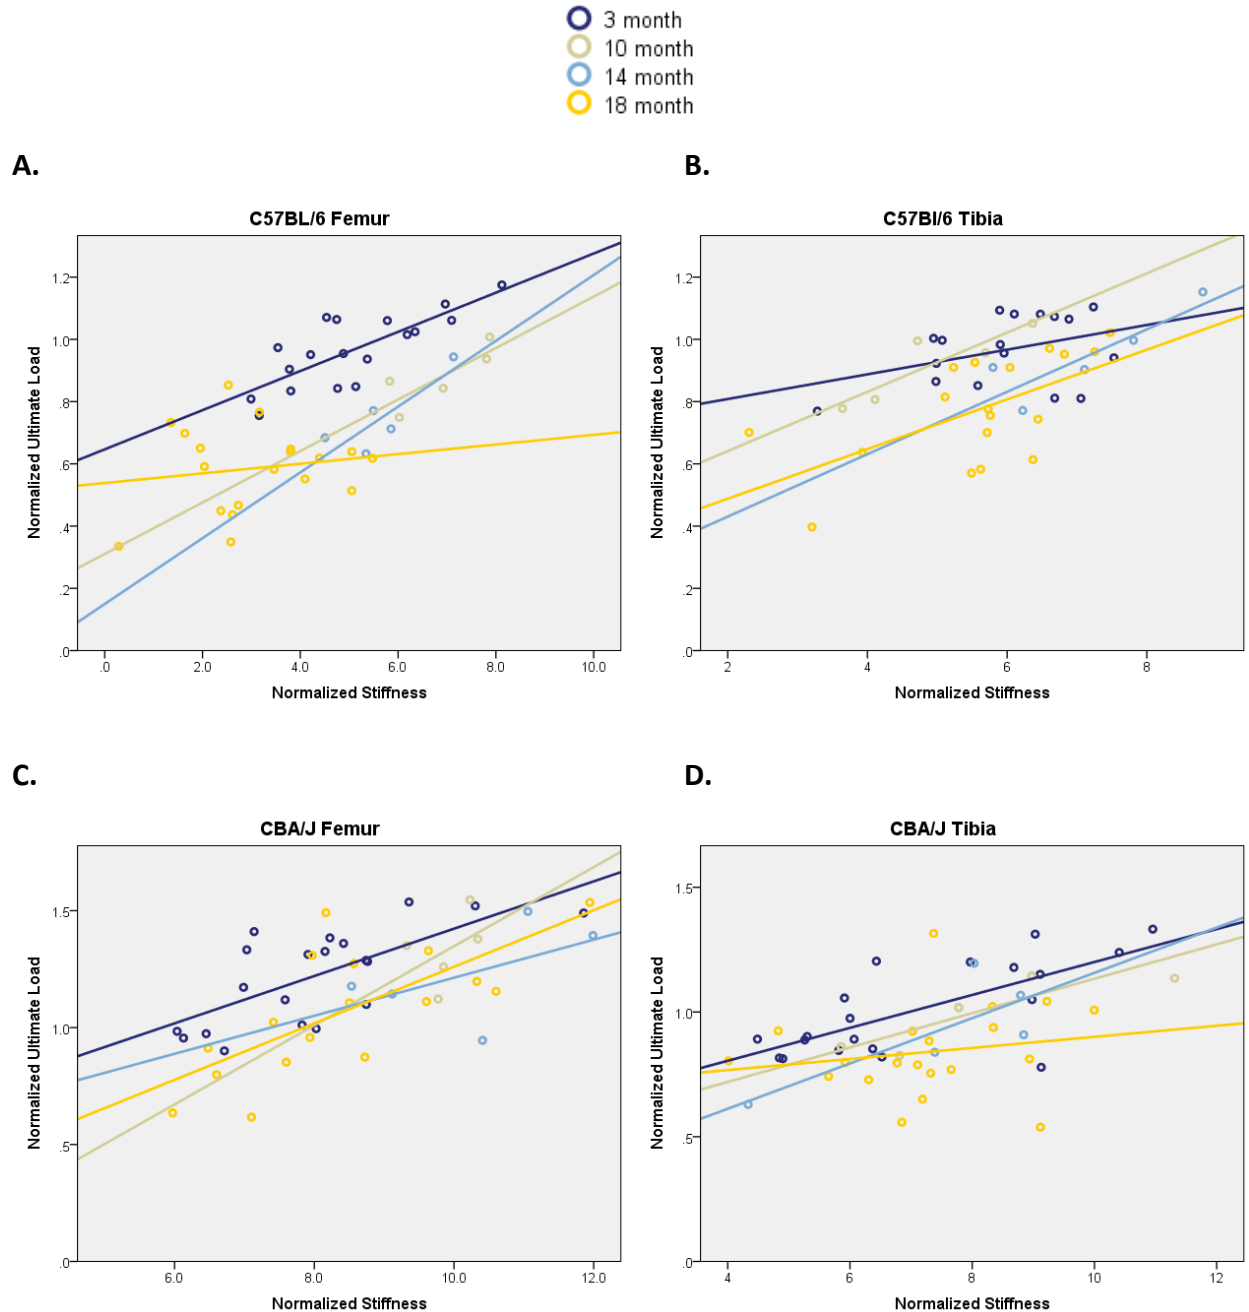 3 month
10 month
14 month
18 month
A.
C57BL/6 Femur
Normalized Ultimate Load
1.2
1.0
.8
.6
.4
.2
.0
.0
2.0
4.0
6.0
8.0
10.0
Normalized Stiffness
B.
C57Bl/6 Tibia
Normalized Ultimate Load
1.2
1.0
.8
.6
.4
.2
.0
2
4
6
8
Normalized Stiffness
C.
CBA/J Femur
Normalized Ultimate Load
1.5
1.0
.5
.0
6.0
8.0
10.0
12.0
Normalized Stiffness
D.
CBA/J Tibia
Normalized Ultimate Load
1.5
1.0
.5
.0
4
6
8
10
12
Normalized Stiffness